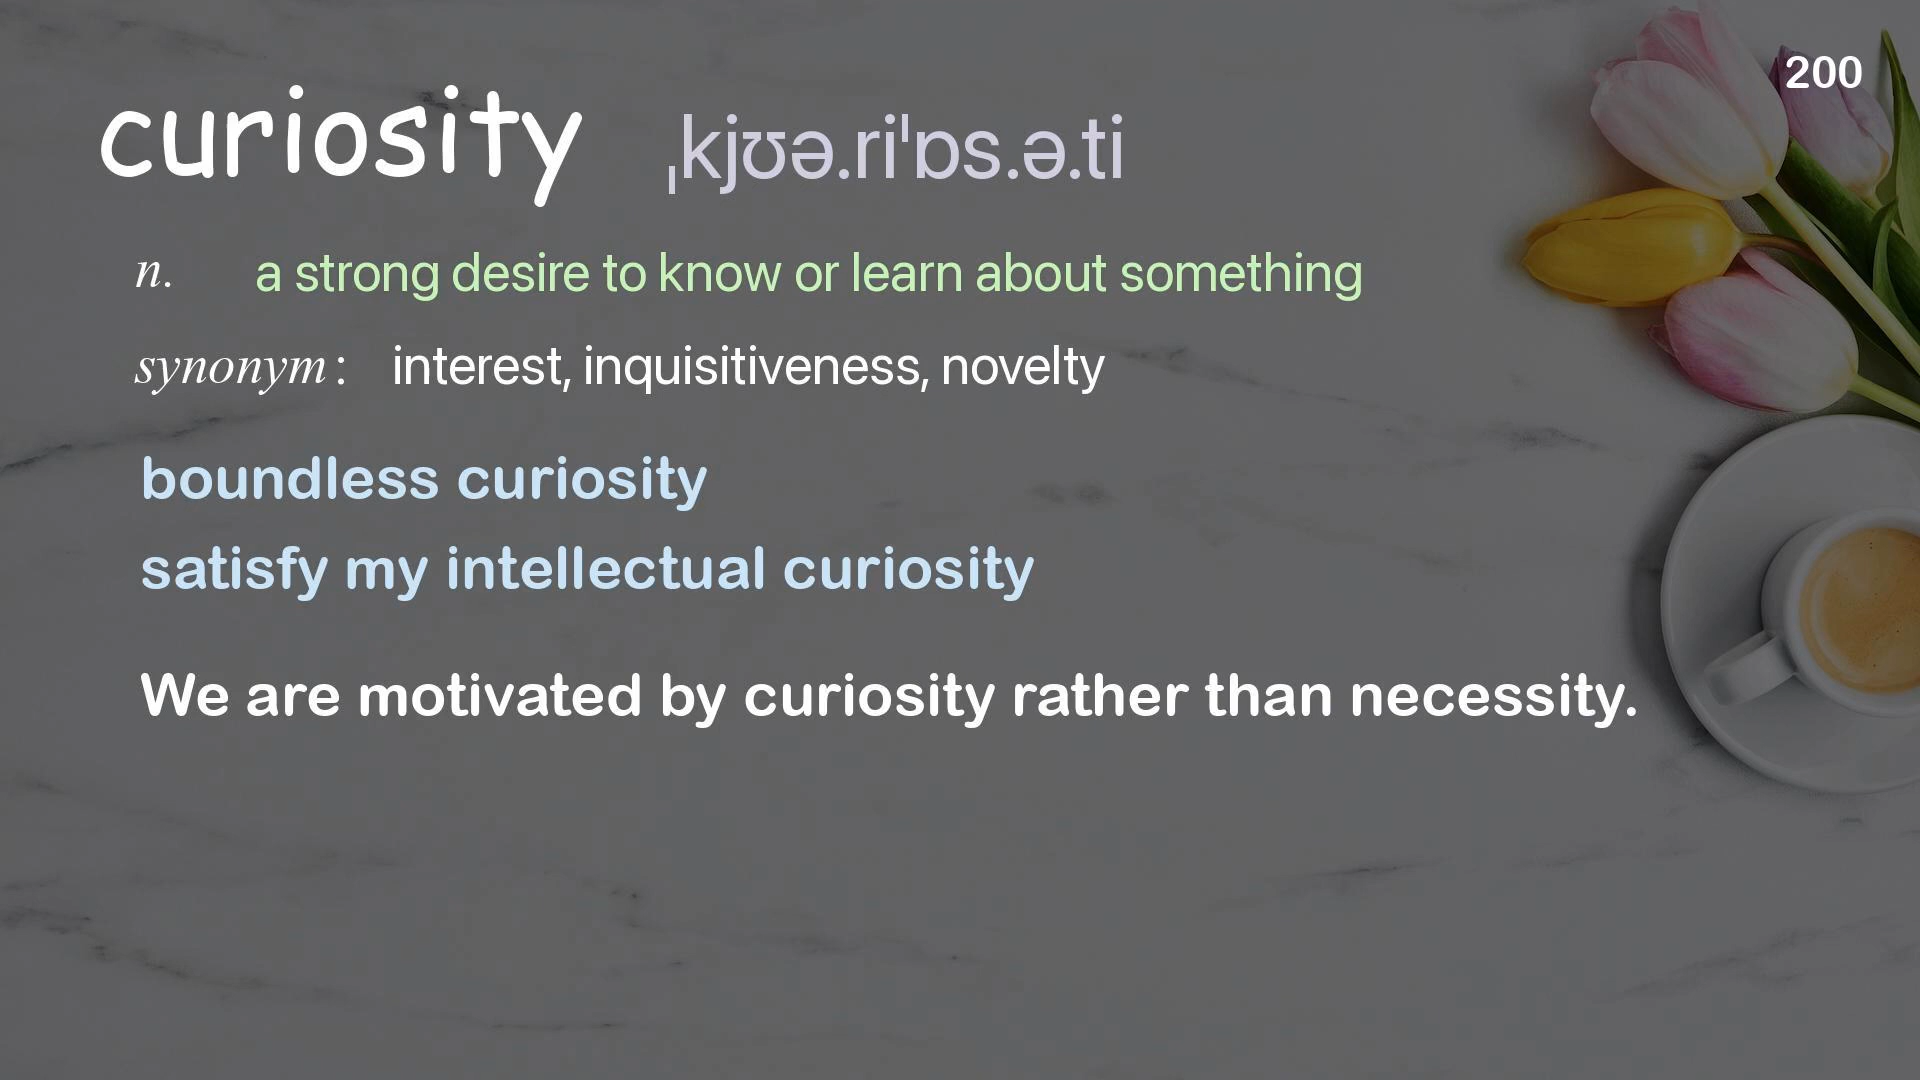 200
curiosity ˌkjʊə.riˈɒs.ə.ti
n. a strong desire to know or learn about something
synonym: interest, inquisitiveness, novelty
boundless curiosity
satisfy my intellectual curiosity
We are motivated by curiosity rather than necessity.